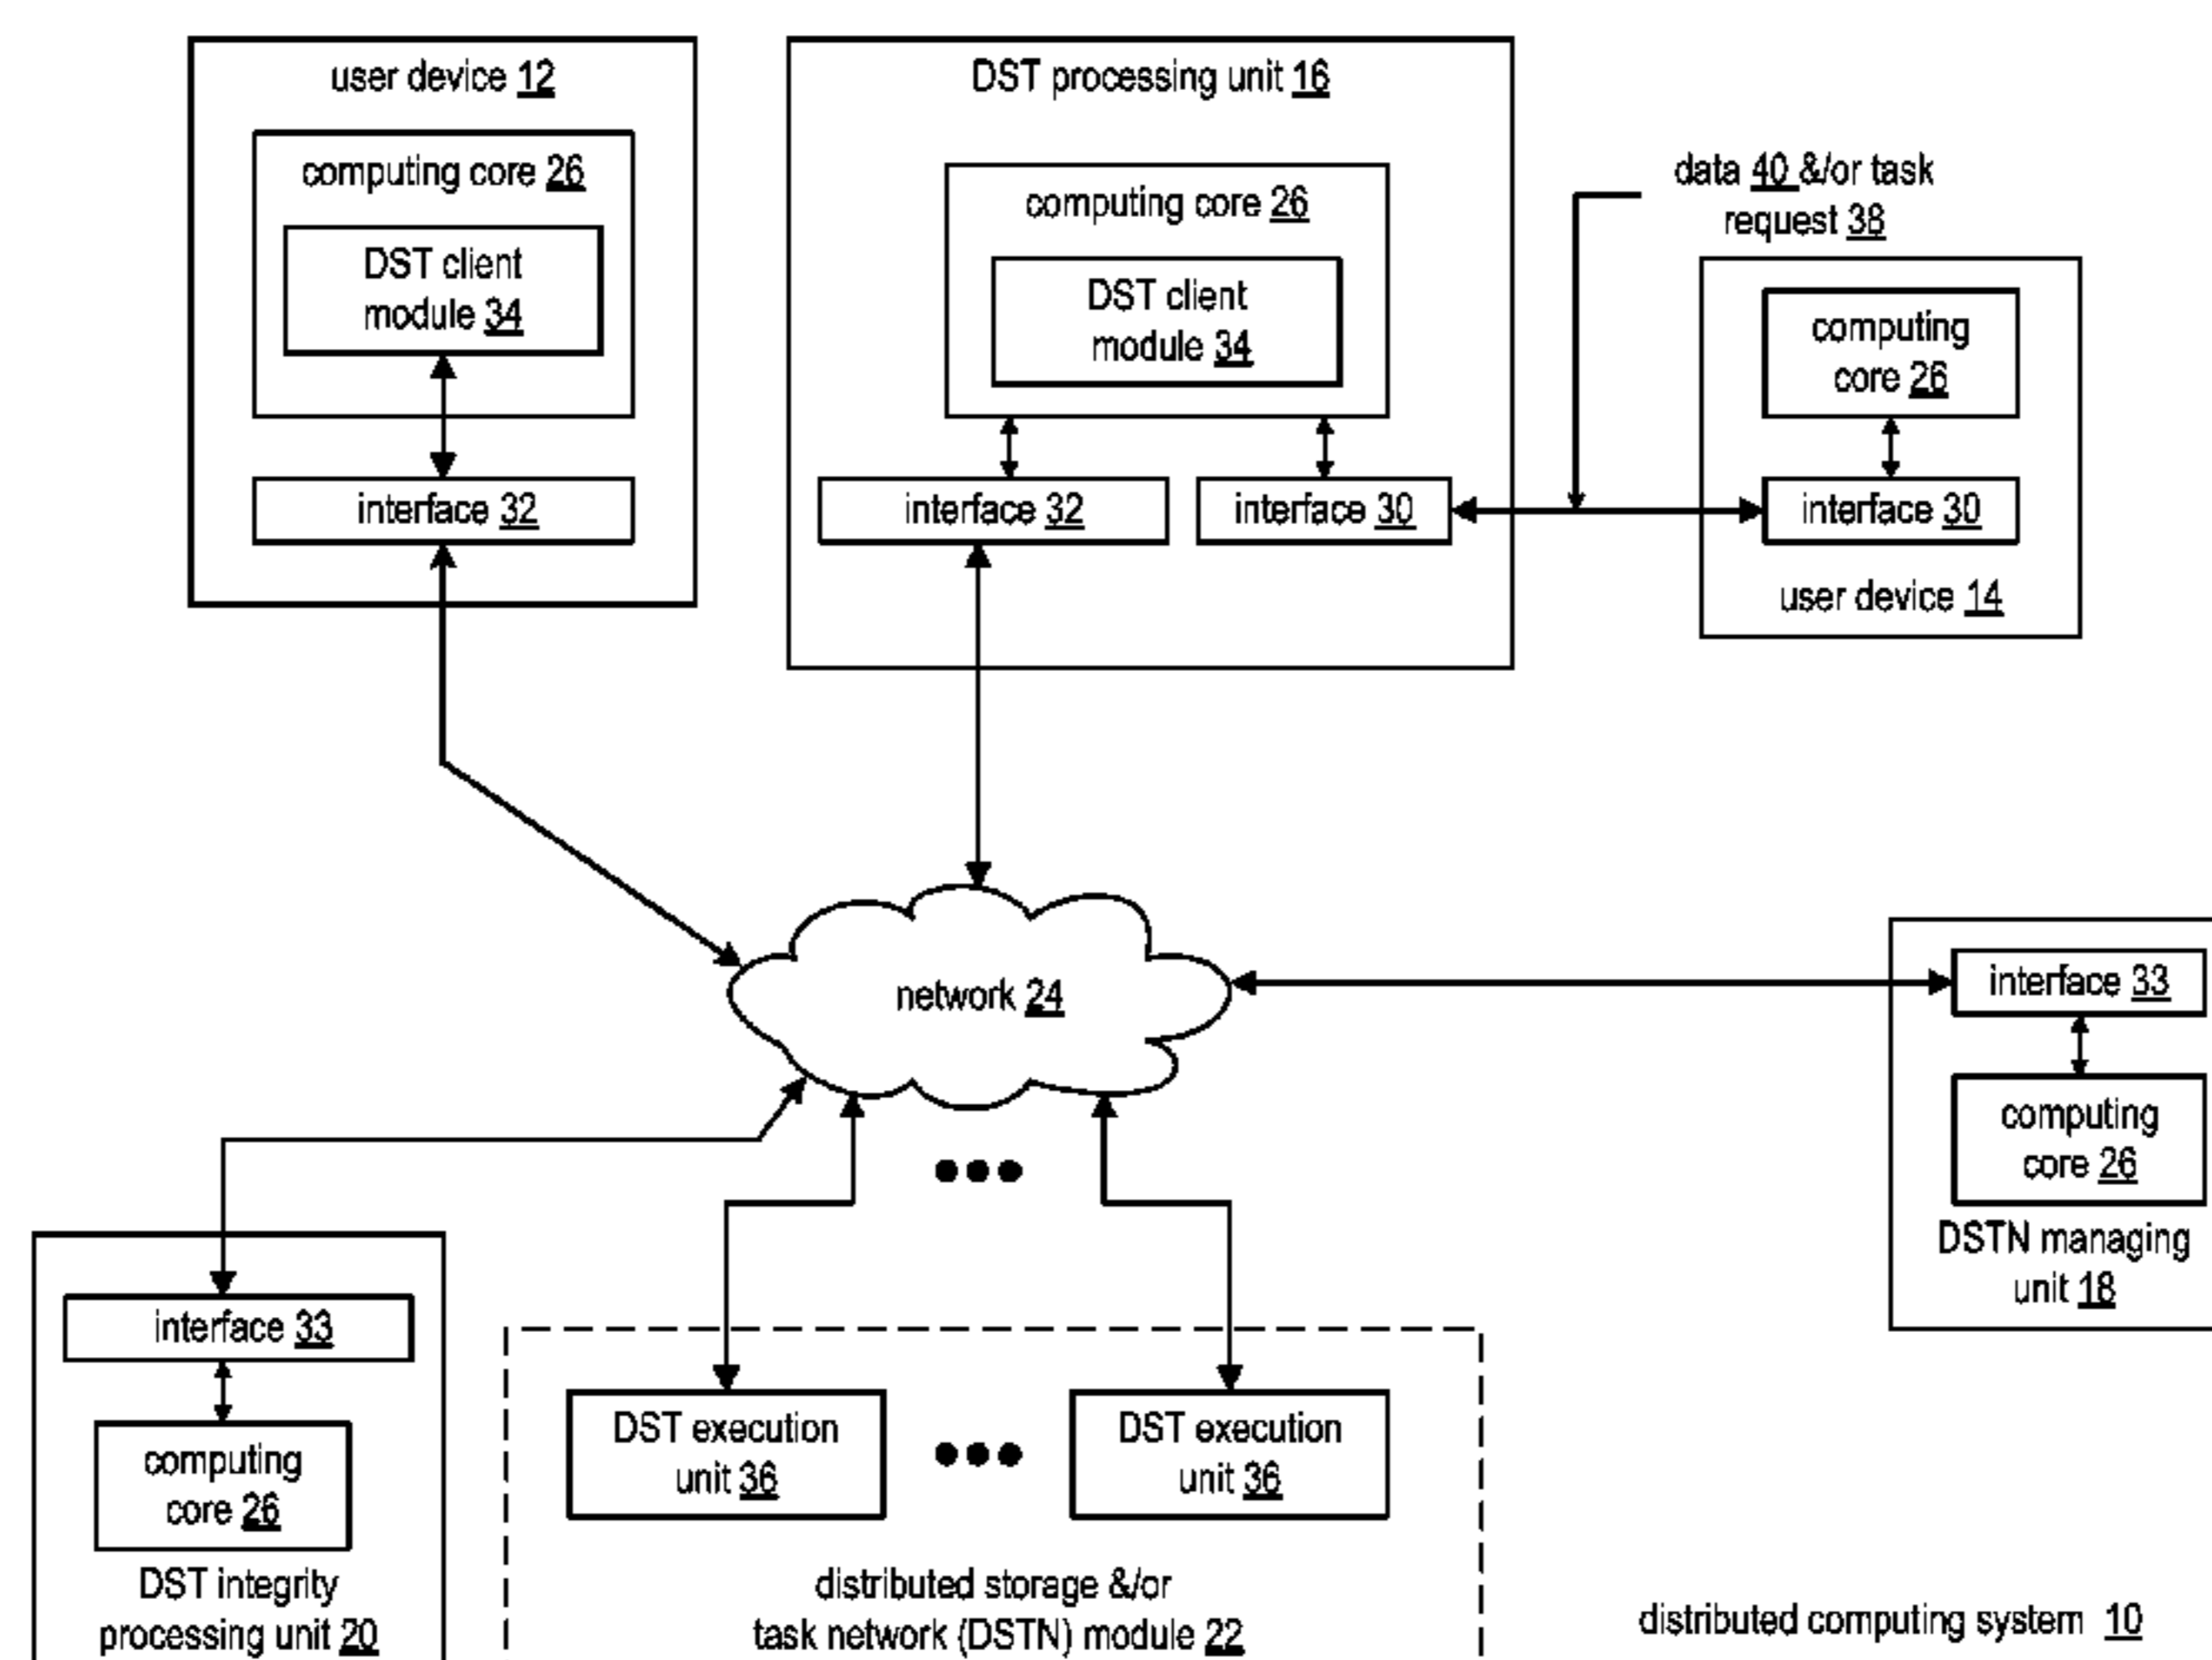 user device 12
computing core 26
DST client
module 34
interface 32
DST processing unit 16
computing core 26
DST client
module 34
interface 32
interface 30
data 40 &/or task
request 38
computing
core 26
interface 30
user device 14
network 24
interface 33
computing
core 26
DSTN managing
unit 18
interface 33
computing
core 26
DST integrity
processing unit 20
DST execution
unit 36
DST execution
unit 36
distributed storage &/or
task network (DSTN) module 22
distributed computing system 10